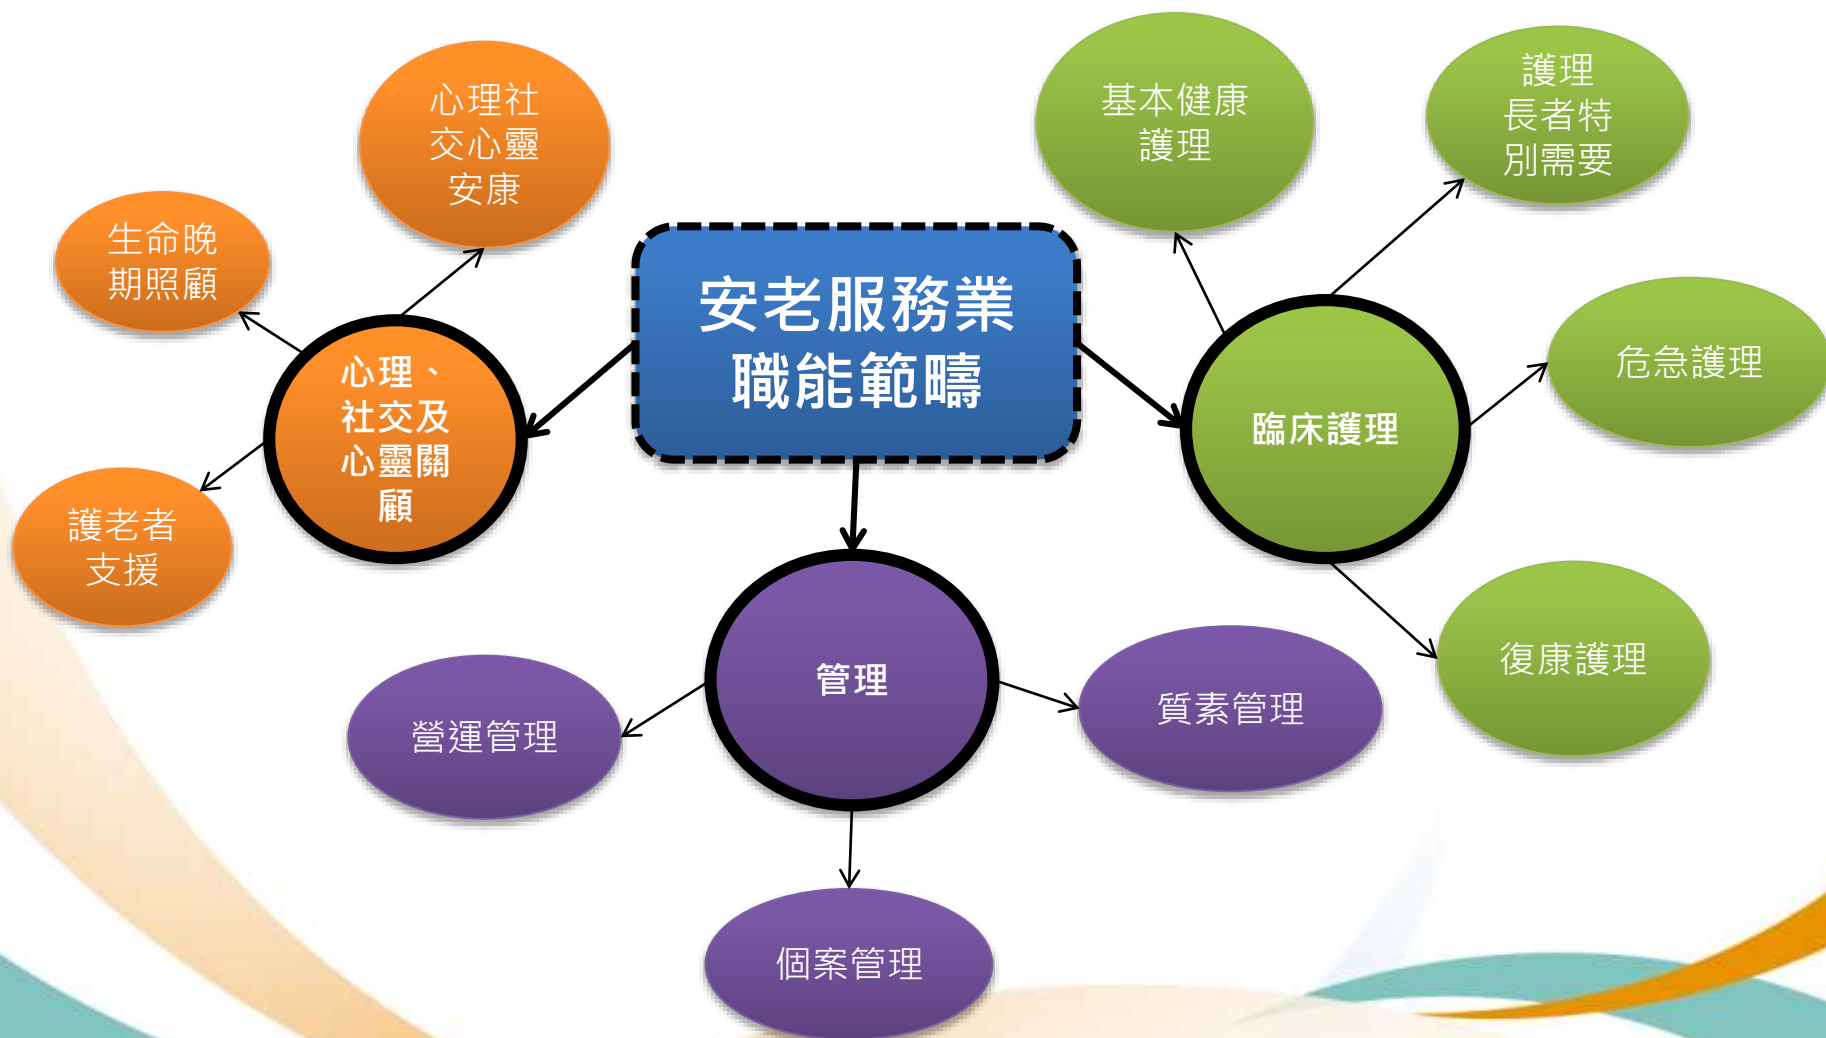 安老服務業
職能範疇
心理、
社交及
心靈關
顧
心理社
交心靈
安康
生命晚
期照顧
護老者
支援
管理
營運管理
個案管理
質素管理
臨床護理
基本健康
護理
護理
長者特
別需要
危急護理
復康護理